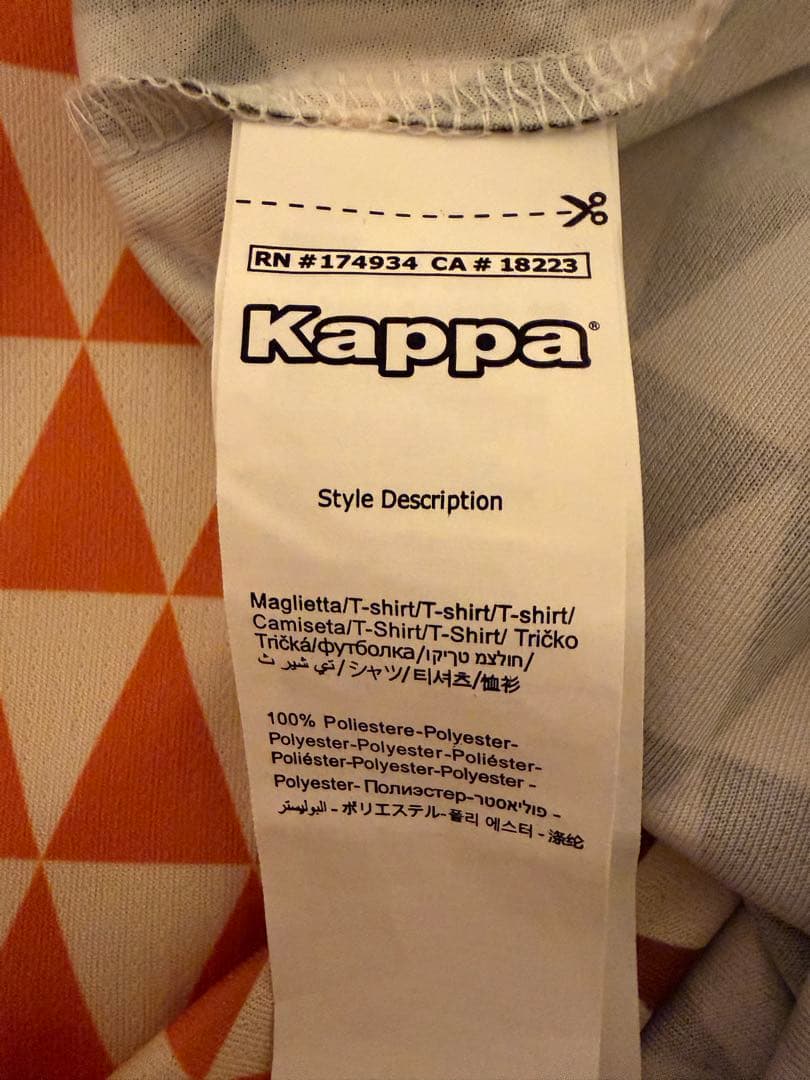 RN #174934 CA # 18223
Kappa®
Style Description
Maglietta/T-shirt/T-shirt/T-shirt/
Camiseta/T-Shirt/T-Shirt/ Tričko
Tričká/футболка/חולצמ טריקו/
تي شير ث/シャツ/티셔츠/恤衫
100% Poliestere-Polyester-
Polyester-Polyester-Poliéster-
Poliéster-Polyester-Polyester -
Polyester- Полиэстер-פוליאסטר -
البوليستر - ポリエステル-폴리 에스터 - 涤纶